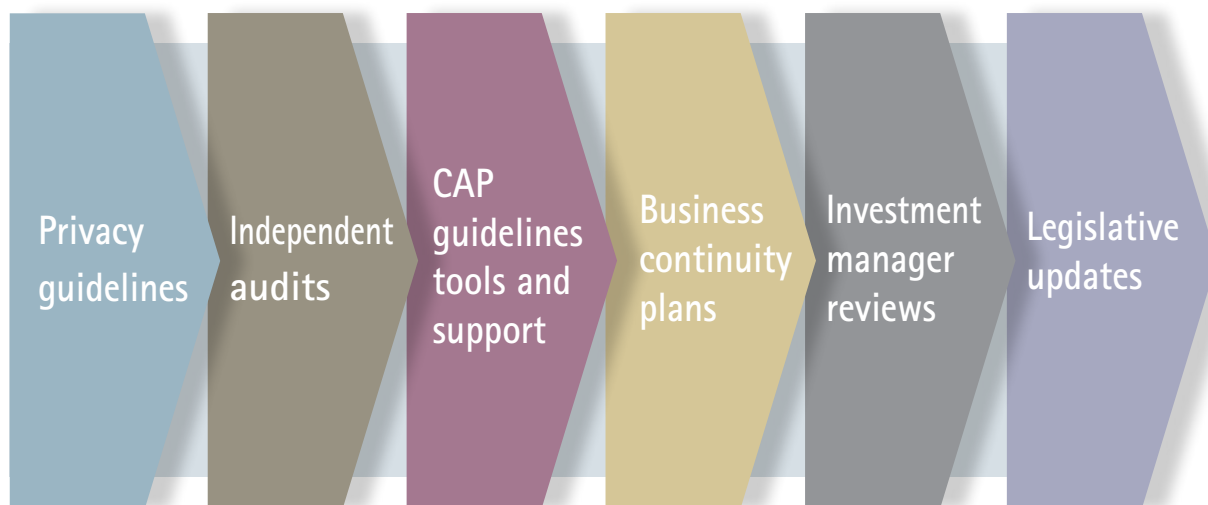 Privacy
guidelines
Independent
audits
CAP
guidelines
tools and
support
Business
continuity
plans
Investment
manager
reviews
Legislative
updates